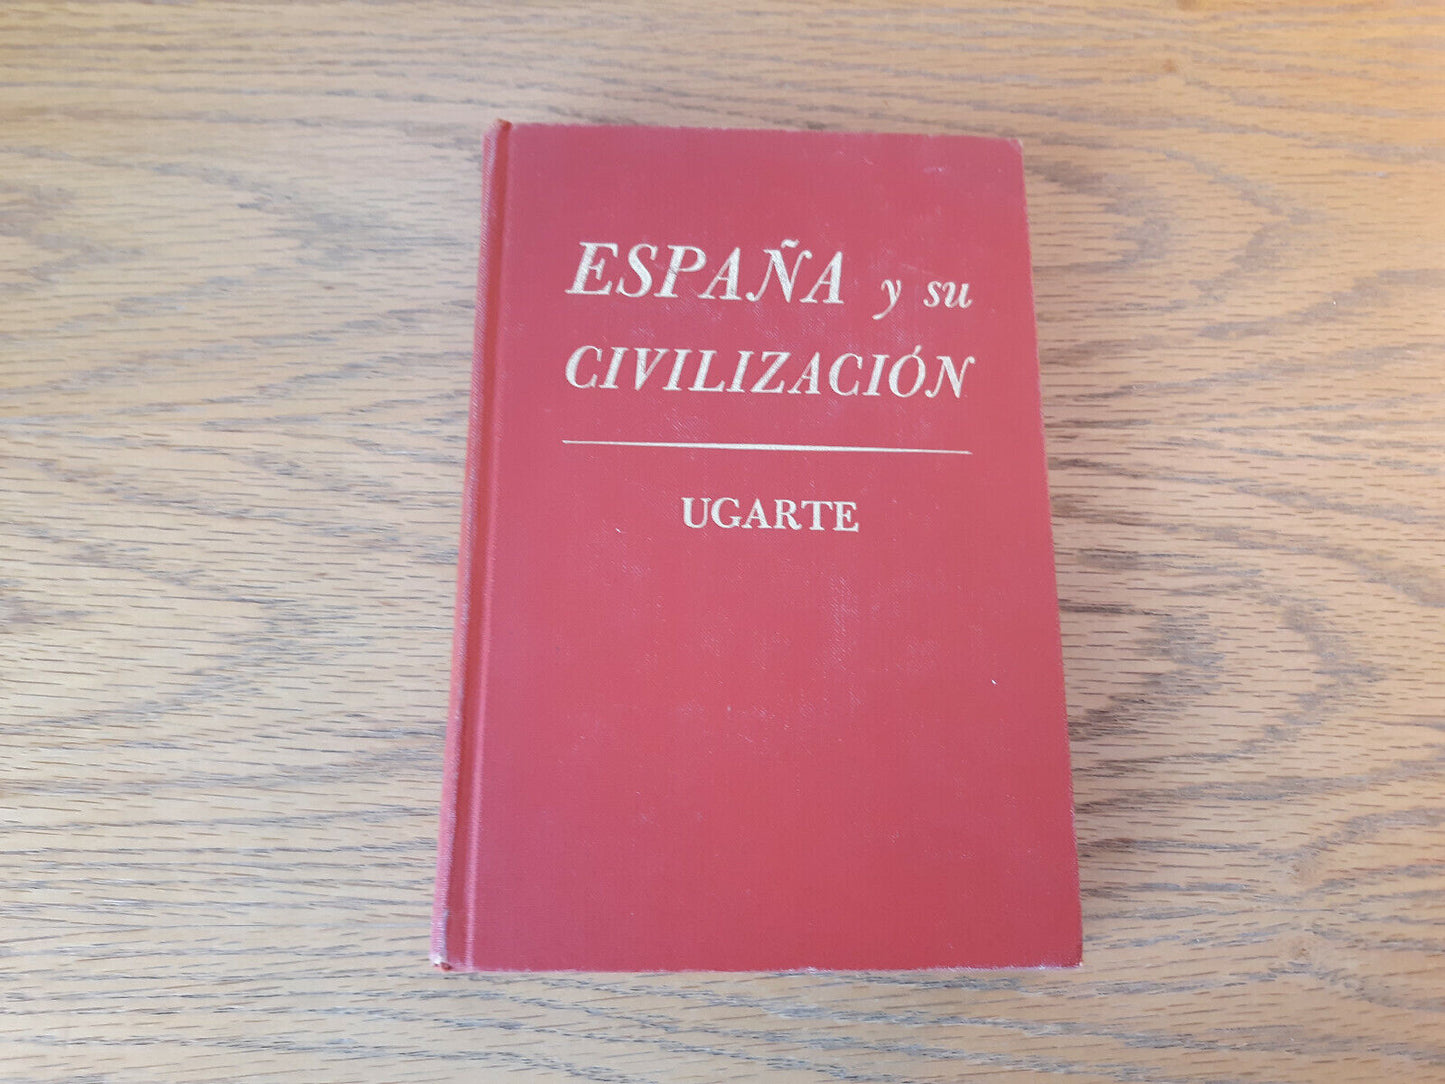 ESPAÑA y su
CIVILIZACIÓN
UGARTE